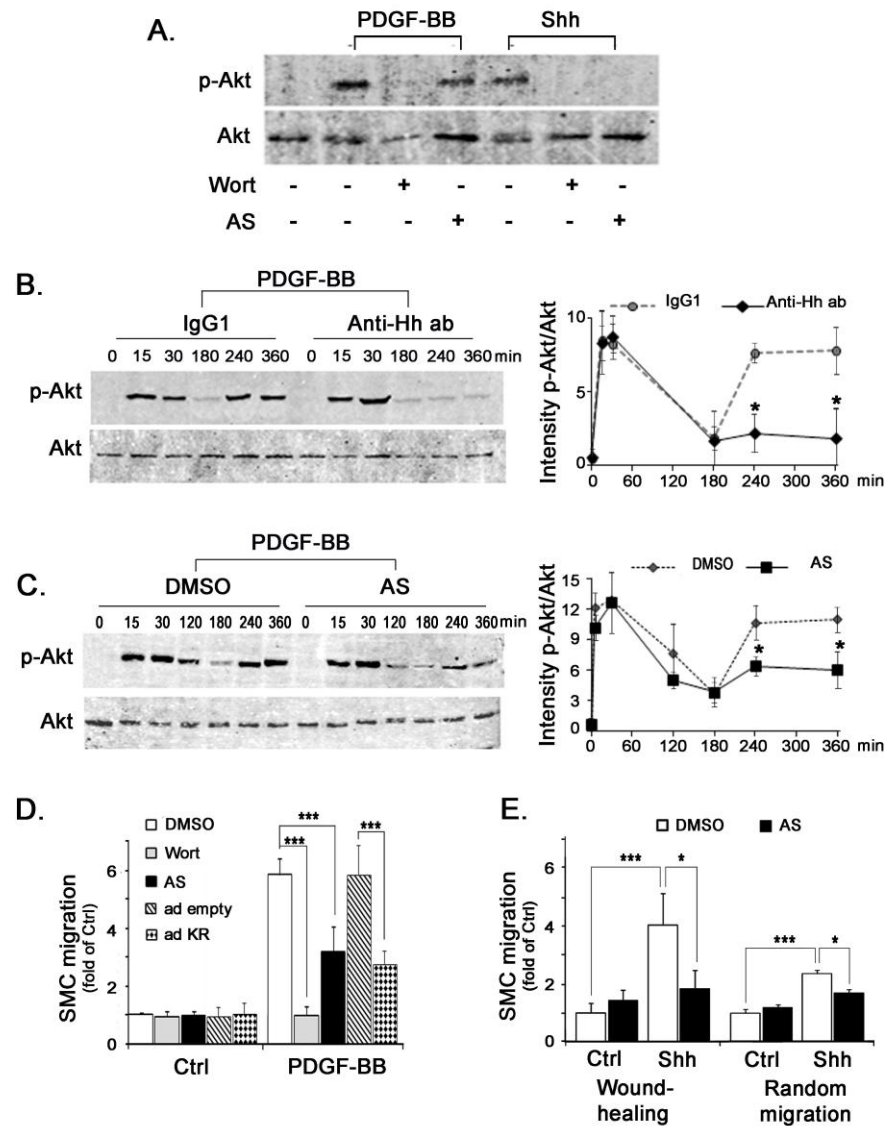 A.
PDGF-BB Shh
- -
p-Akt
Akt
Wort - - + - - + -
AS - - - + - - +
B.
PDGF-BB
IgG1 Anti-Hh ab
0 15 30 180 240 360 0 15 30 180 240 360 min
p-Akt
Akt
IgG1 Anti-Hh ab
Intensity p-Akt/Akt
10
5
0
* *
0 60 120 180 240 300 360 min
C.
PDGF-BB
DMSO AS
0 15 30 120 180 240 360 0 15 30 120 180 240 360 min
p-Akt
Akt
DMSO AS
Intensity p-Akt/Akt
15
12
9
6
3
0
* *
0 60 120 180 240 300 360 min
D.
SMC migration
(fold of Ctrl)
6
4
2
0
DMSO
Wort
AS
ad empty
ad KR
***
***
***
Ctrl PDGF-BB
E.
DMSO AS
SMC migration
(fold of Ctrl)
6
4
2
0
*** *
*** *
Ctrl Shh Ctrl Shh
Wound-
healing
Random
migration